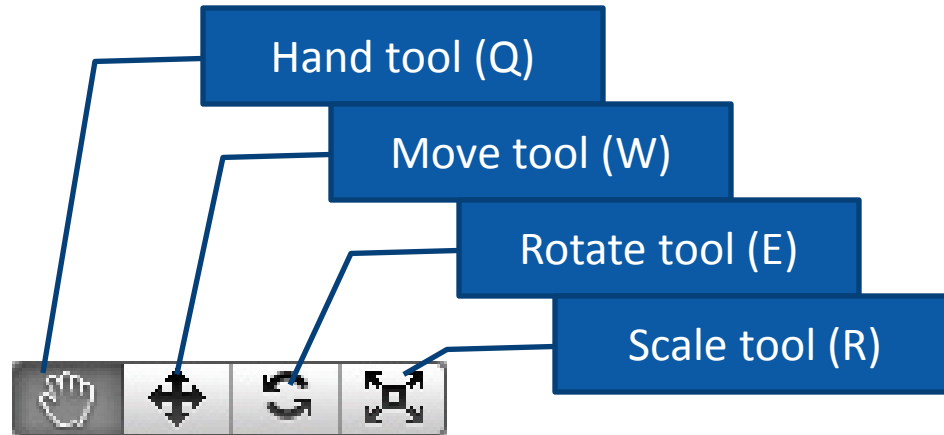 Hand tool (Q)
Move tool (W)
Rotate tool (E)
Scale tool (R)